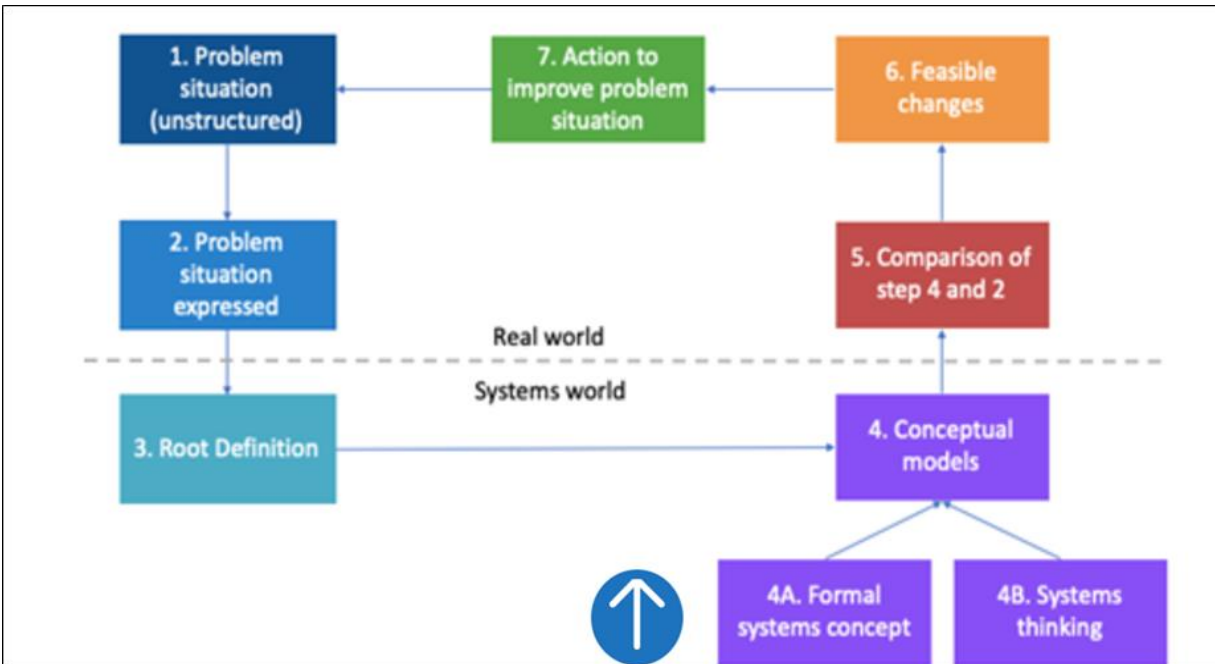 1. Problem
situation
(unstructured)
7. Action to
improve problem
situation
6. Feasible
changes
2. Problem
situation
expressed
5. Comparison of
step 4 and 2
Real world
Systems world
3. Root Definition
4. Conceptual
models
4A. Formal
systems concept
4B. Systems
thinking